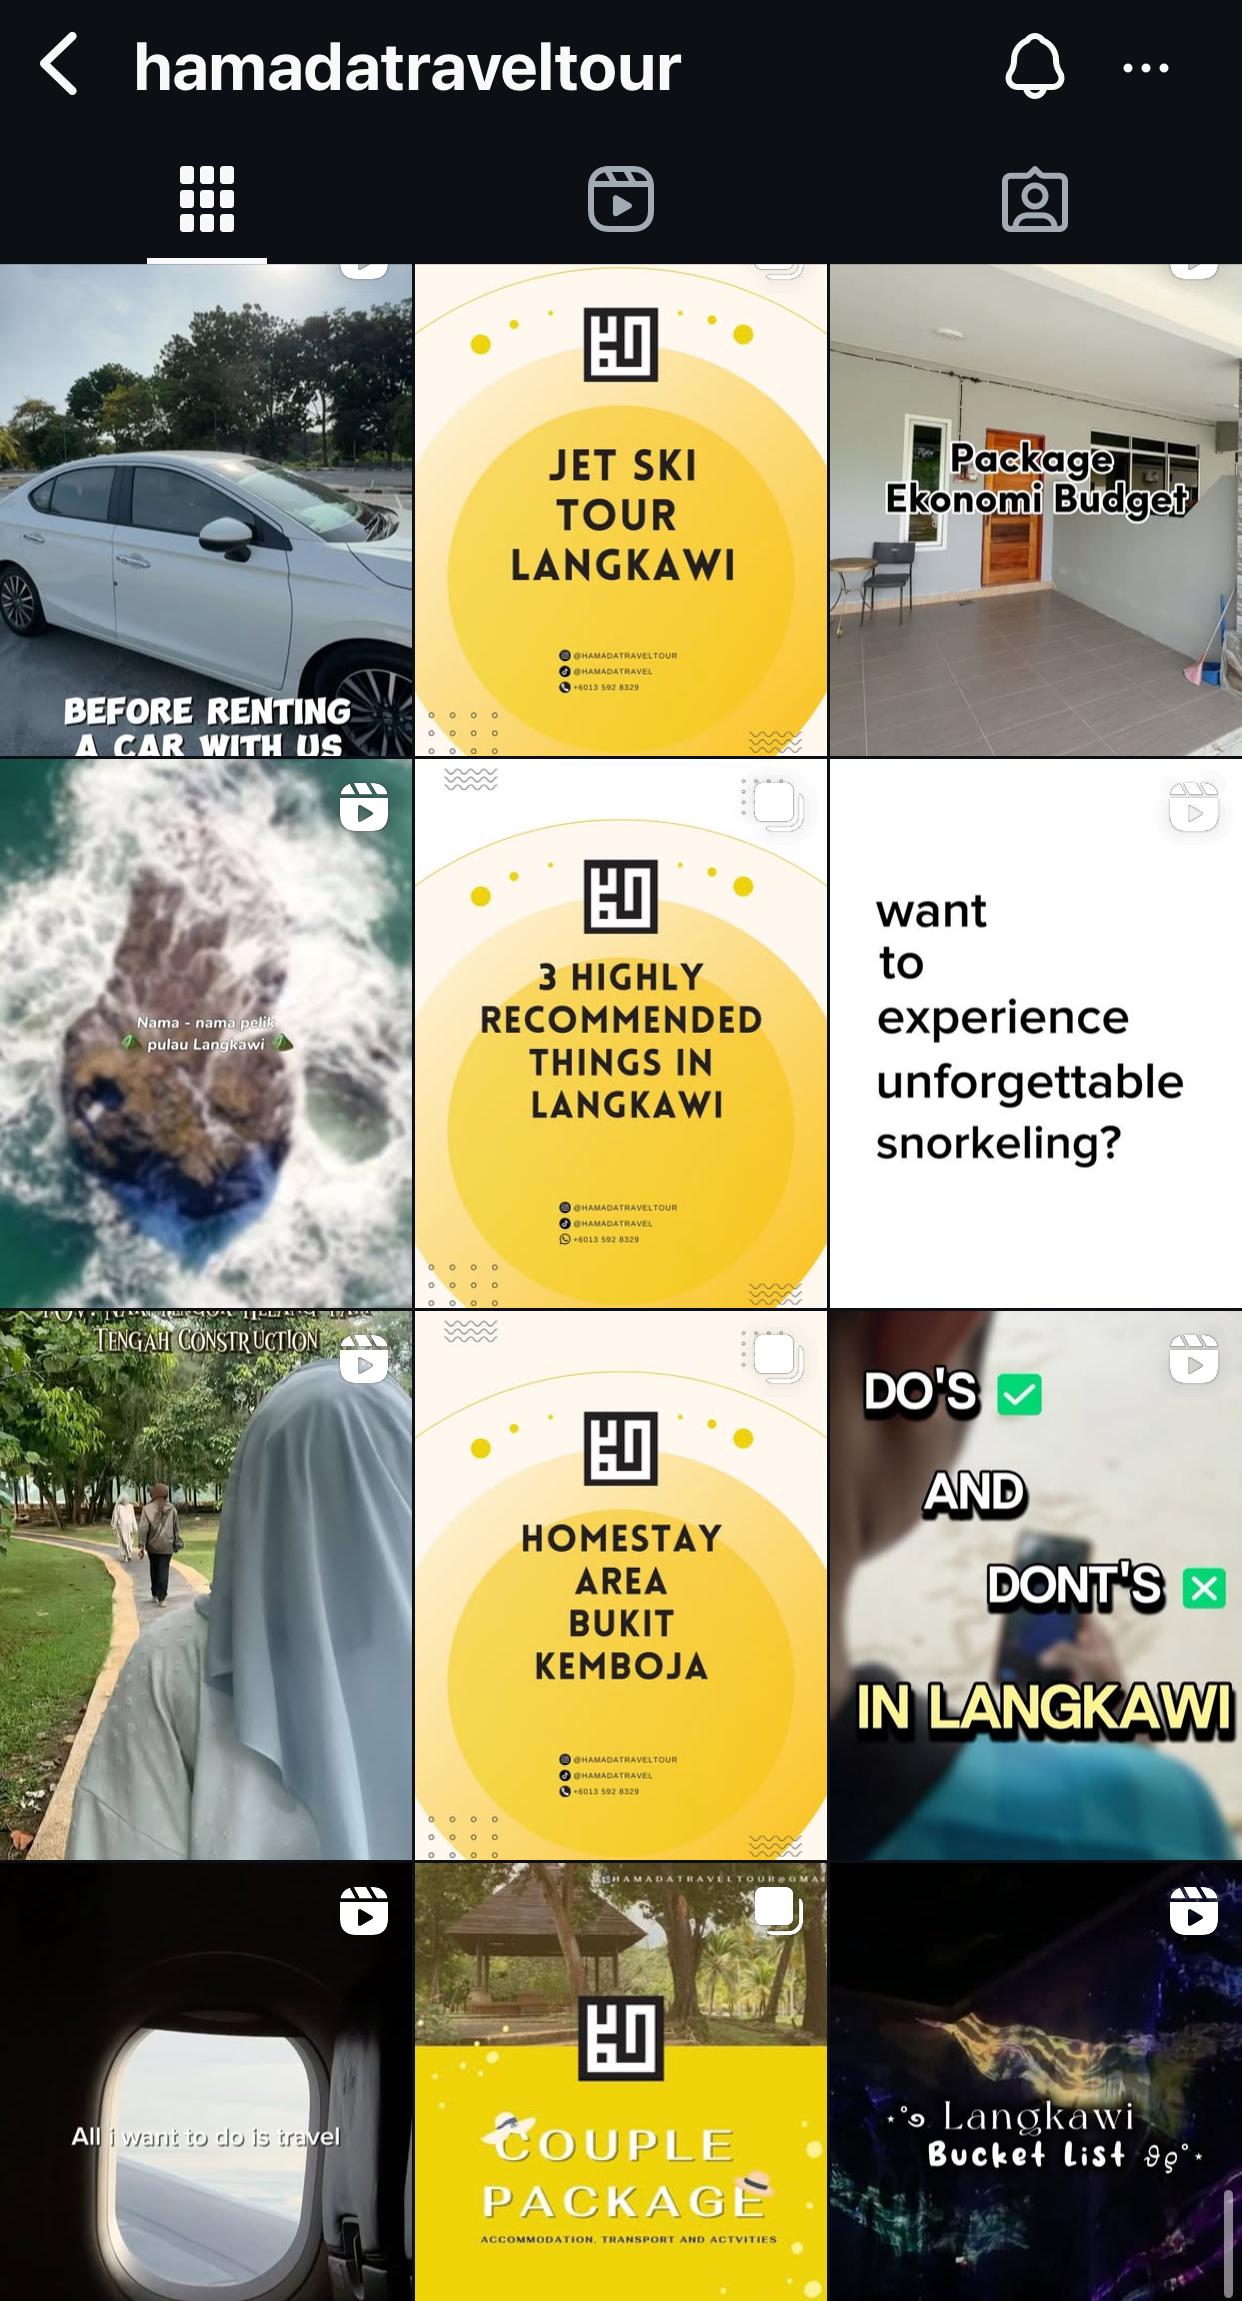 hamadatraveltour
BEFORE RENTING
A CAR WITH US
JET SKI
TOUR
LANGKAWI
@HAMADATRAVELTOUR
@HAMADATRAVEL
+6013 592 8329
Package
Ekonomi Budget
Nama - nama pelik
pulau Langkawi
3 HIGHLY
RECOMMENDED
THINGS IN
LANGKAWI
@HAMADATRAVELTOUR
@HAMADATRAVEL
+6013 592 8329
want
to
experience
unforgettable
snorkeling?
TENGAH CONSTRUCTION
HOMESTAY
AREA
BUKIT
KEMBOJA
@HAMADATRAVELTOUR
@HAMADATRAVEL
+6013 592 8329
DO'S
AND
DONT'S
IN LANGKAWI
All i want to do is travel
HAMADATRAVELTOUR@GMA
COUPLE
PACKAGE
ACCOMMODATION, TRANSPORT AND ACTVITIES
Langkawi
Bucket List